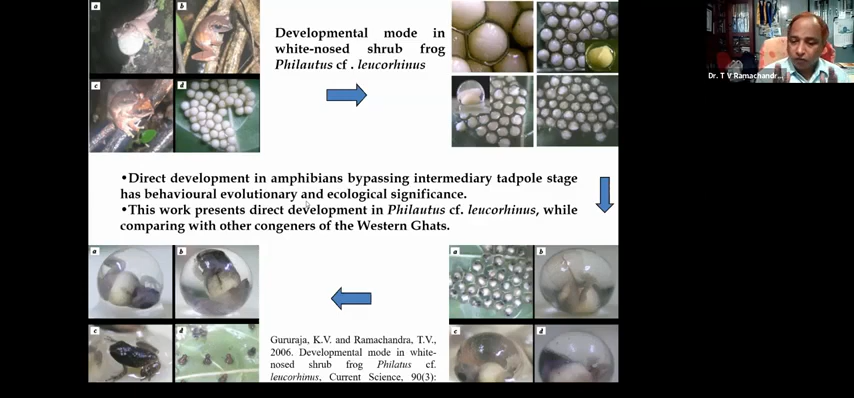 a
b
c
d
Developmental mode in
white-nosed shrub frog
Philautus cf . leucorhinus
Dr. T V Ramachandr...
•Direct development in amphibians bypassing intermediary tadpole stage
has behavioural evolutionary and ecological significance.
•This work presents direct development in Philautus cf. leucorhinus, while
comparing with other congeners of the Western Ghats.
a
b
c
d
Gururaja, K.V. and Ramachandra, T.V.,
2006. Developmental mode in white-
nosed shrub frog Philatus cf.
leucorhinus, Current Science, 90(3):
a
b
c
d